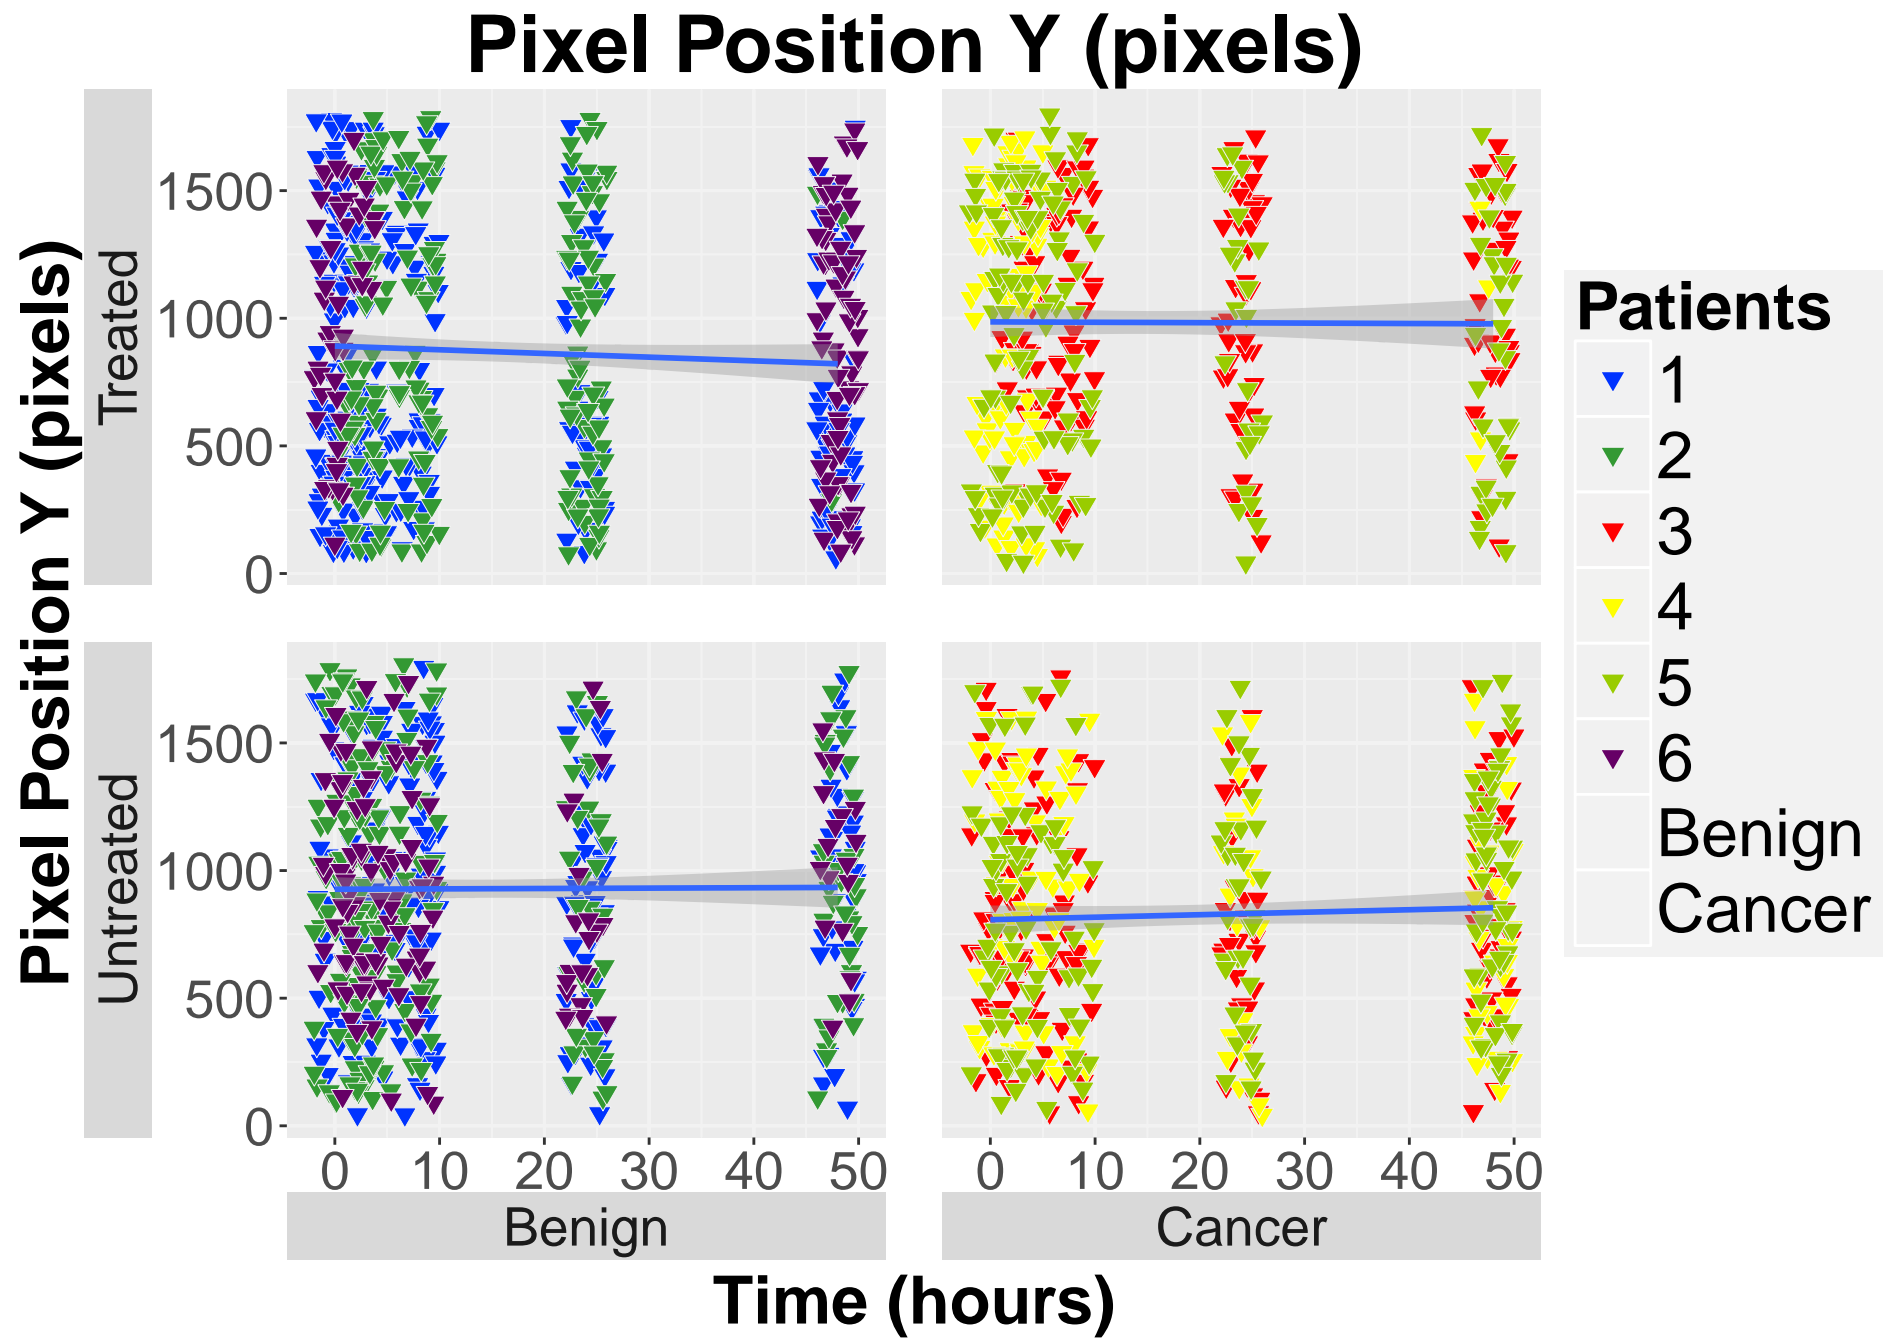 Pixel Position Y (pixels)
Pixel Position Y (pixels)
Treated
1500
1000
500
0
Untreated
1500
1000
500
0
0 10 20 30 40 50
0 10 20 30 40 50
Benign
Cancer
Time (hours)
Patients
1
2
3
4
5
6
Benign
Cancer